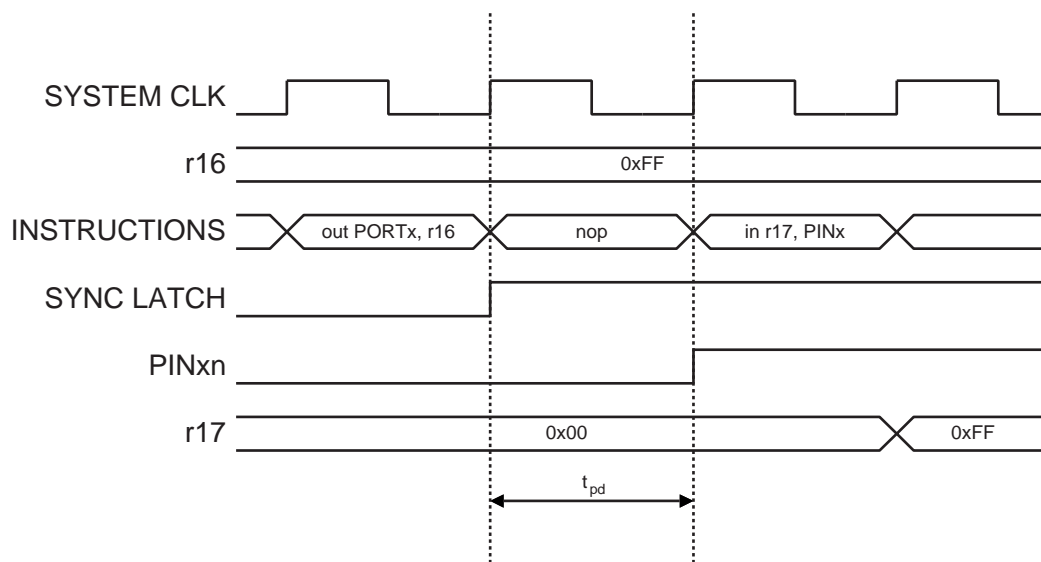 SYSTEM CLK
r16
0xFF
INSTRUCTIONS
out PORTx, r16
nop
in r17, PINx
SYNC LATCH
PINxn
r17
0x00
0xFF
tpd